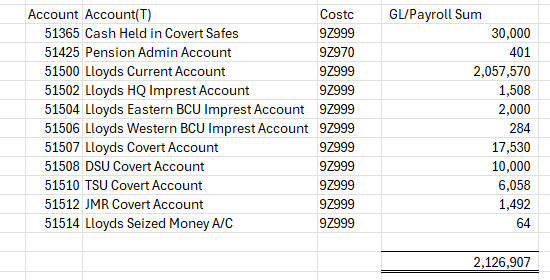 Account Account(T) Costc GL/Payroll Sum
51365 Cash Held in Covert Safes 9Z999 30,000
51425 Pension Admin Account 9Z970 401
51500 Lloyds Current Account 9Z999 2,057,570
51502 Lloyds HQ Imprest Account 9Z999 1,508
51504 Lloyds Eastern BCU Imprest Account 9Z999 2,000
51506 Lloyds Western BCU Imprest Account 9Z999 284
51507 Lloyds Covert Account 9Z999 17,530
51508 DSU Covert Account 9Z999 10,000
51510 TSU Covert Account 9Z999 6,058
51512 JMR Covert Account 9Z999 1,492
51514 Lloyds Seized Money A/C 9Z999 64
2,126,907